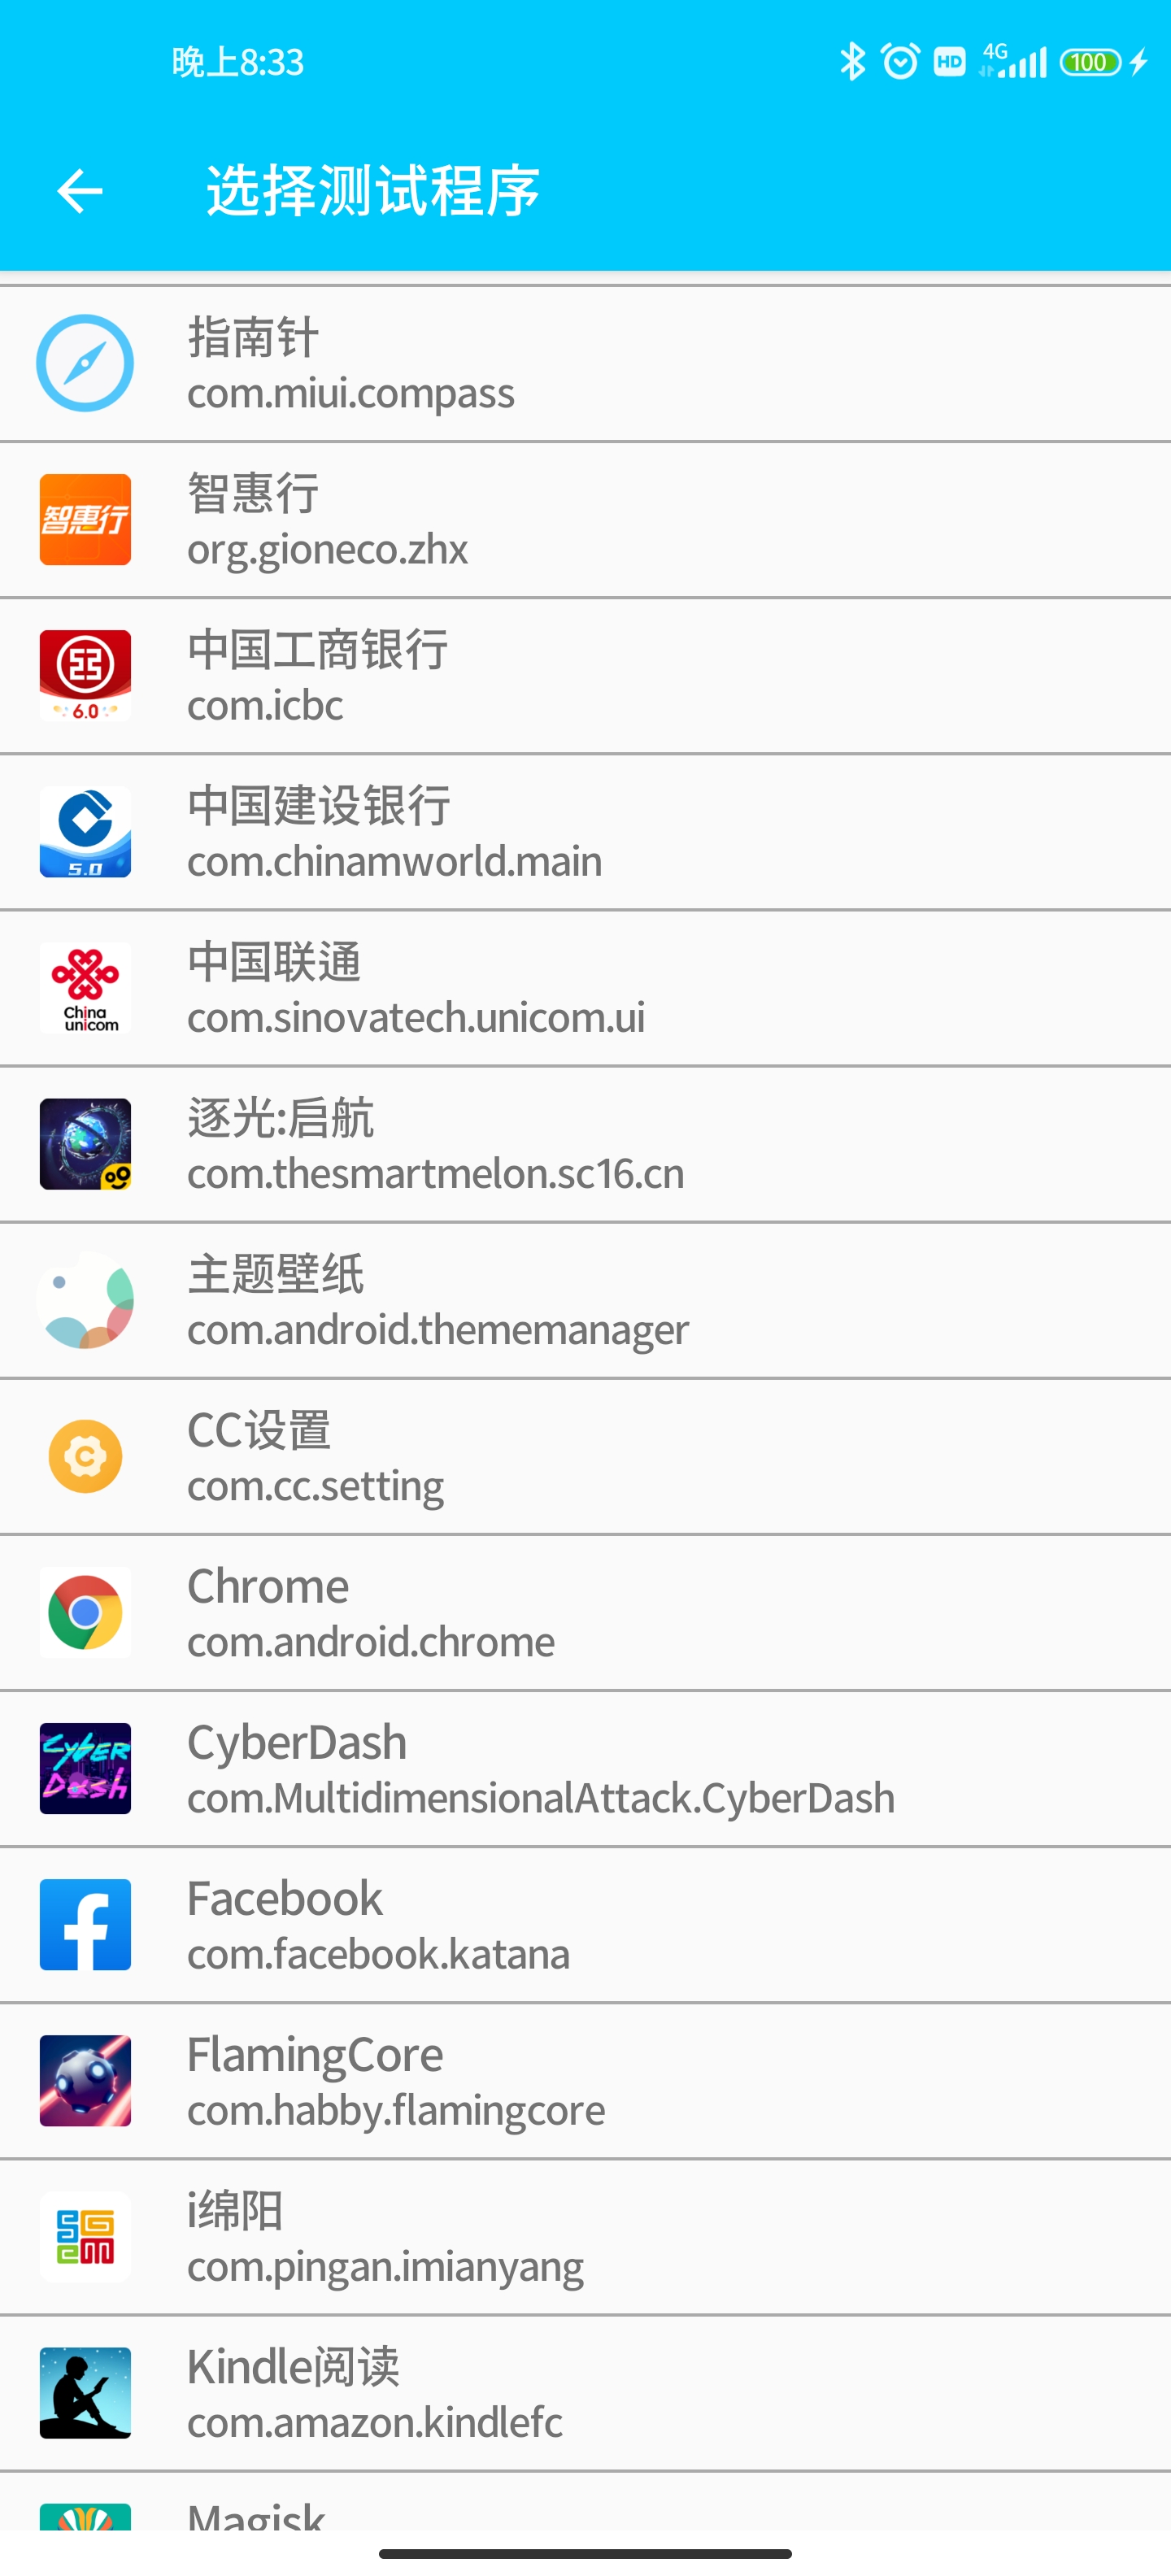 晚上8:33
HD
4G
100
选择测试程序
指南针
com.miui.compass
智惠行
智惠行
org.gioneco.zhx
6.0
中国工商银行
com.icbc
5.0
中国建设银行
com.chinamworld.main
China
unicom
中国联通
com.sinovatech.unicom.ui
逐光:启航
com.thesmartmelon.sc16.cn
主题壁纸
com.android.thememanager
CC设置
com.cc.setting
Chrome
com.android.chrome
CYBER
Dash
CyberDash
com.MultidimensionalAttack.CyberDash
Facebook
com.facebook.katana
FlamingCore
com.habby.flamingcore
i绵阳
com.pingan.imianyang
Kindle阅读
com.amazon.kindlefc
Magisk